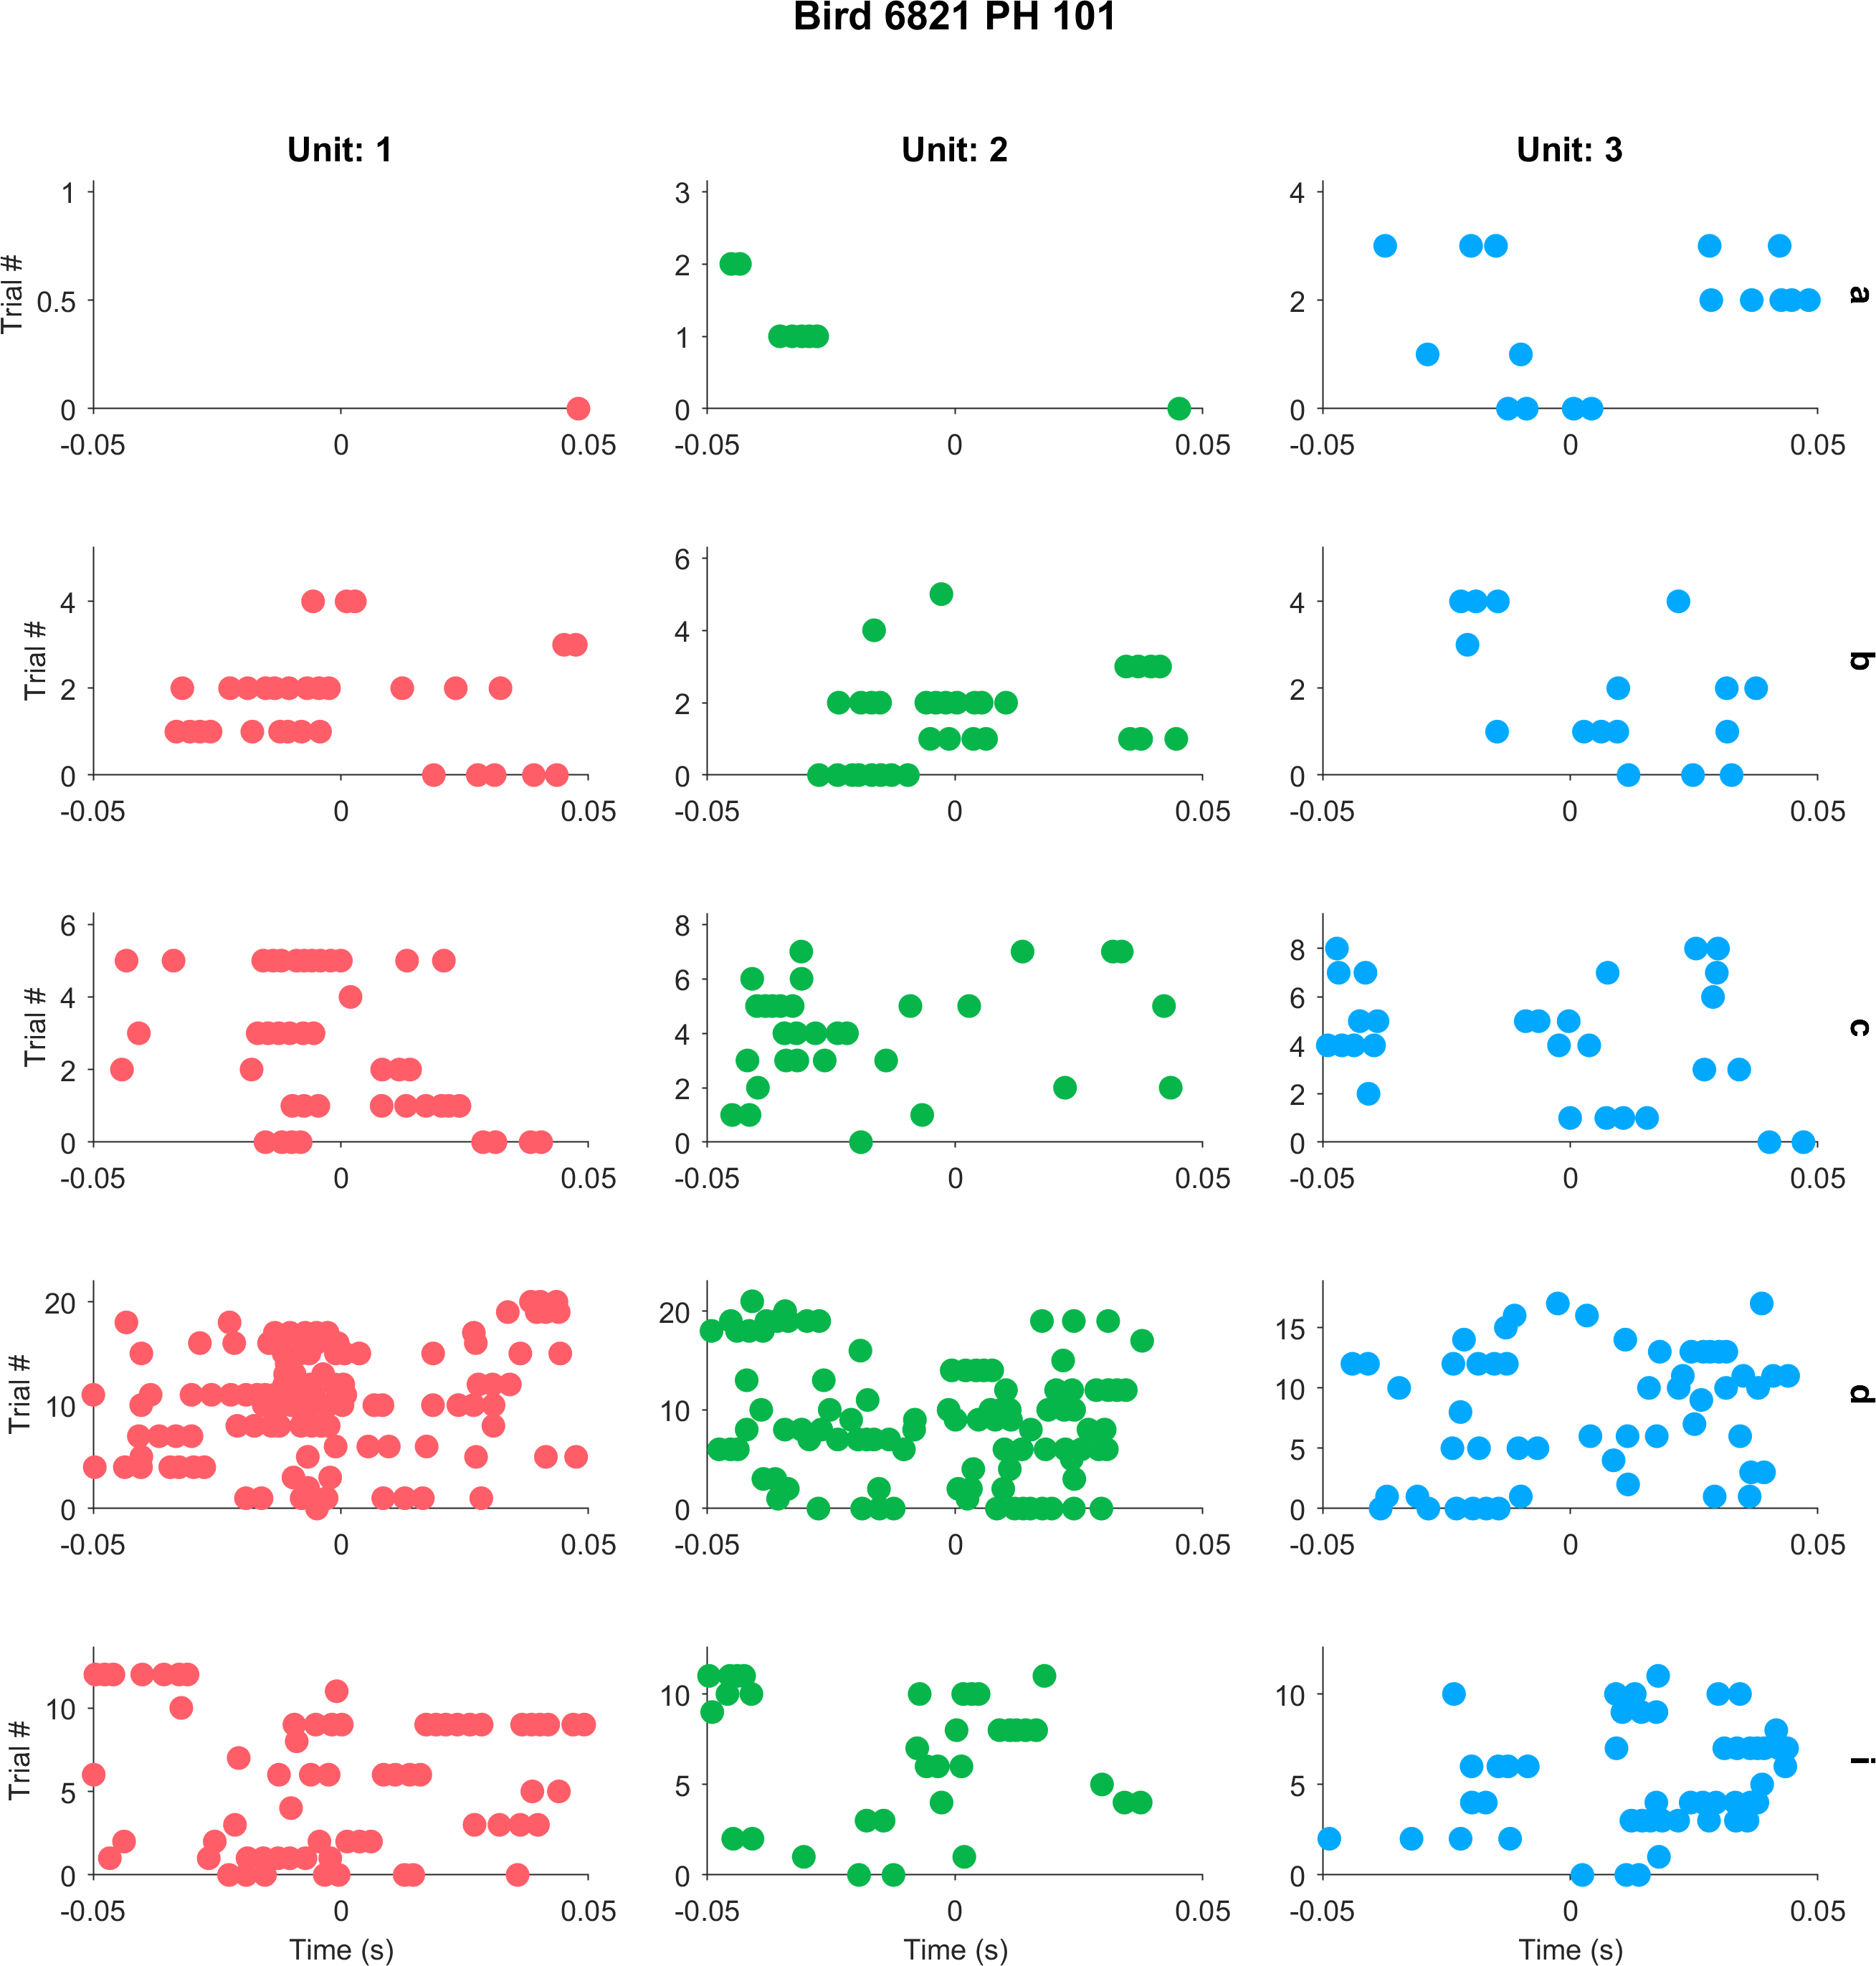 Bird 6821 PH 101
Unit: 1 Unit: 2 Unit: 3
1 3 4
2
Trial # 0.5 2 a
1
0 0 0
-0.05 0 0.05 -0.05 0 0.05 -0.05 0 0.05
6
4 4 4
Trial # 2 2 2 b
0 0 0
-0.05 0 0.05 -0.05 0 0.05 -0.05 0 0.05
6 8 8
6 6
Trial # 4 4 4 c
2 2 2
0 0 0
-0.05 0 0.05 -0.05 0 0.05 -0.05 0 0.05
20 20 15
Trial # 10 10 10 d
5
0 0 0
-0.05 0 0.05 -0.05 0 0.05 -0.05 0 0.05
10 10 10
Trial # 5 5 5 i
0 0 0
-0.05 0 0.05 -0.05 0 0.05 -0.05 0 0.05
Time (s) Time (s) Time (s)